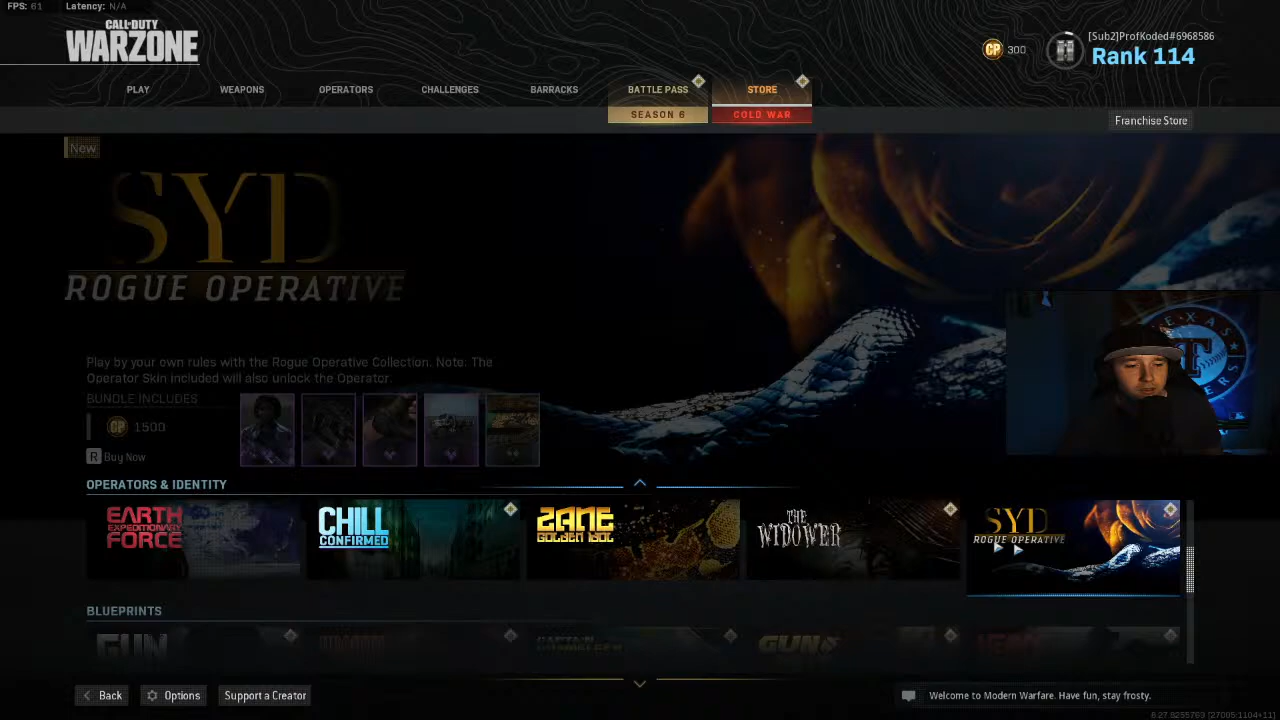 FPS: 61 Latency: N/A
CALL·DUTY
WARZONE
CP 300
[Sub2]ProfKoded#6968586
Rank 114
PLAY WEAPONS OPERATORS CHALLENGES BARRACKS BATTLE PASS STORE
SEASON 6 COLD WAR
Franchise Store
New
SYD
ROGUE OPERATIVE
TEXAS
T
Play by your own rules with the Rogue Operative Collection. Note: The
Operator Skin included will also unlock the Operator.
BUNDLE INCLUDES
CP 1500
R Buy Now
OPERATORS & IDENTITY
EARTH
EXPEDITIONARY
FORCE
CHILL
CONFIRMED
ZANE
GOLDEN IDOL
THE
WIDOWER
SYD
ROGUE OPERATIVE
BLUEPRINTS
GUN
GUN
Back Options Support a Creator
Welcome to Modern Warfare. Have fun, stay frosty.